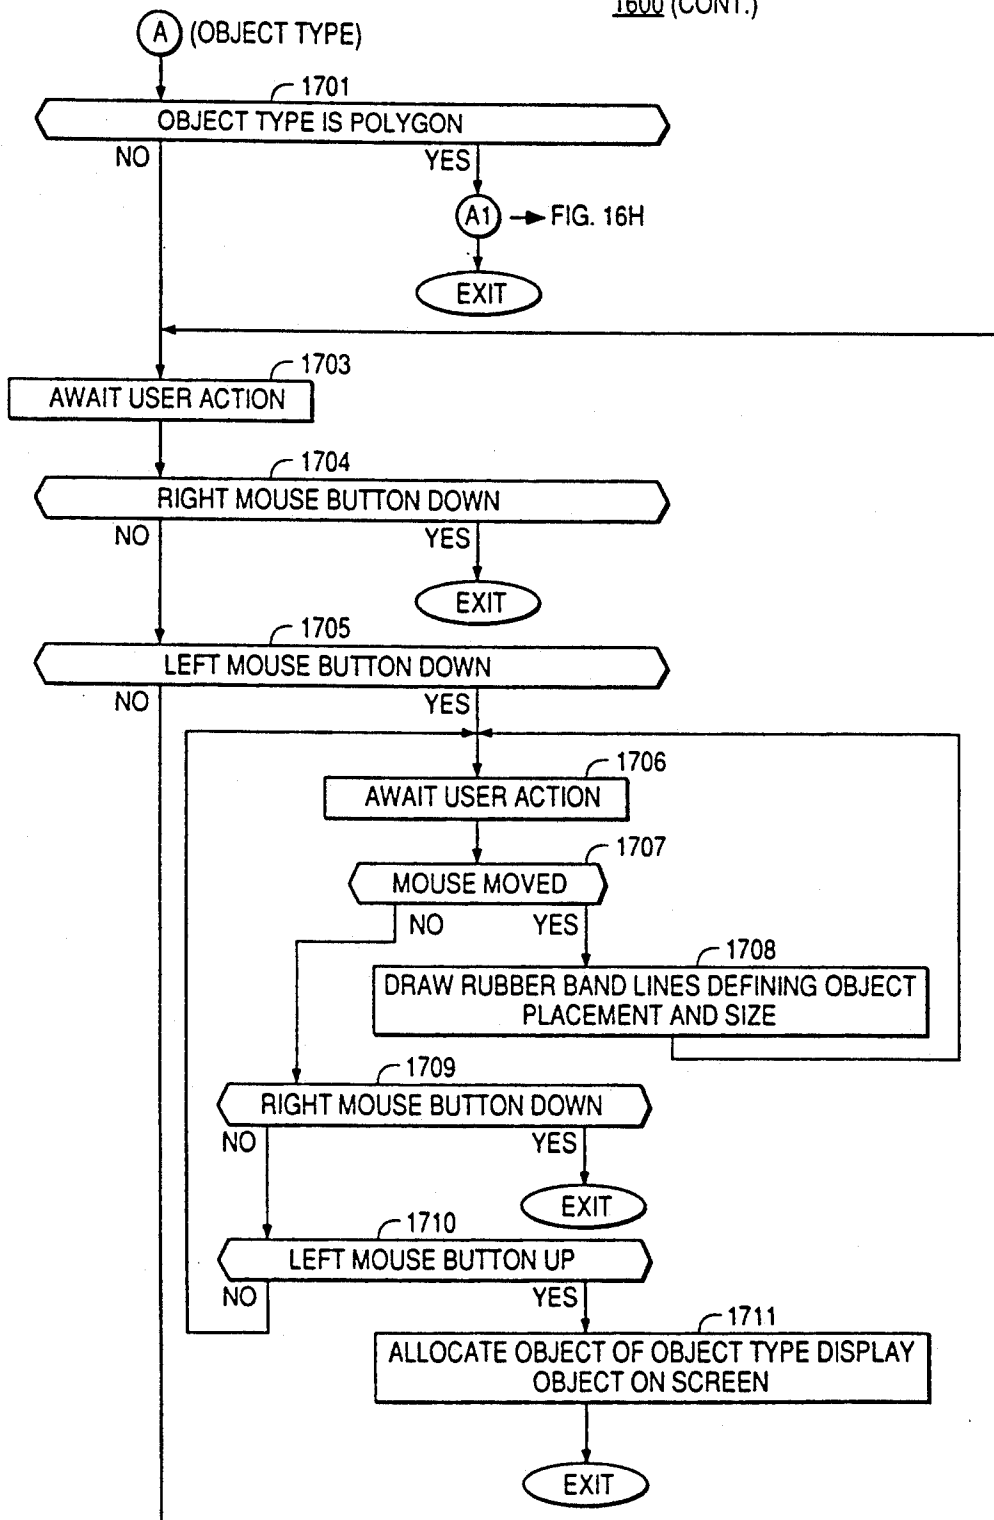 1600 (CONT.)
A (OBJECT TYPE)
1701
OBJECT TYPE IS POLYGON
NO YES
A1 FIG. 16H
EXIT
1703
AWAIT USER ACTION
1704
RIGHT MOUSE BUTTON DOWN
NO YES
EXIT
1705
LEFT MOUSE BUTTON DOWN
NO YES
1706
AWAIT USER ACTION
1707
MOUSE MOVED
NO YES
1708
DRAW RUBBER BAND LINES DEFINING OBJECT
PLACEMENT AND SIZE
1709
RIGHT MOUSE BUTTON DOWN
NO YES
EXIT
1710
LEFT MOUSE BUTTON UP
NO YES
1711
ALLOCATE OBJECT OF OBJECT TYPE DISPLAY
OBJECT ON SCREEN
EXIT